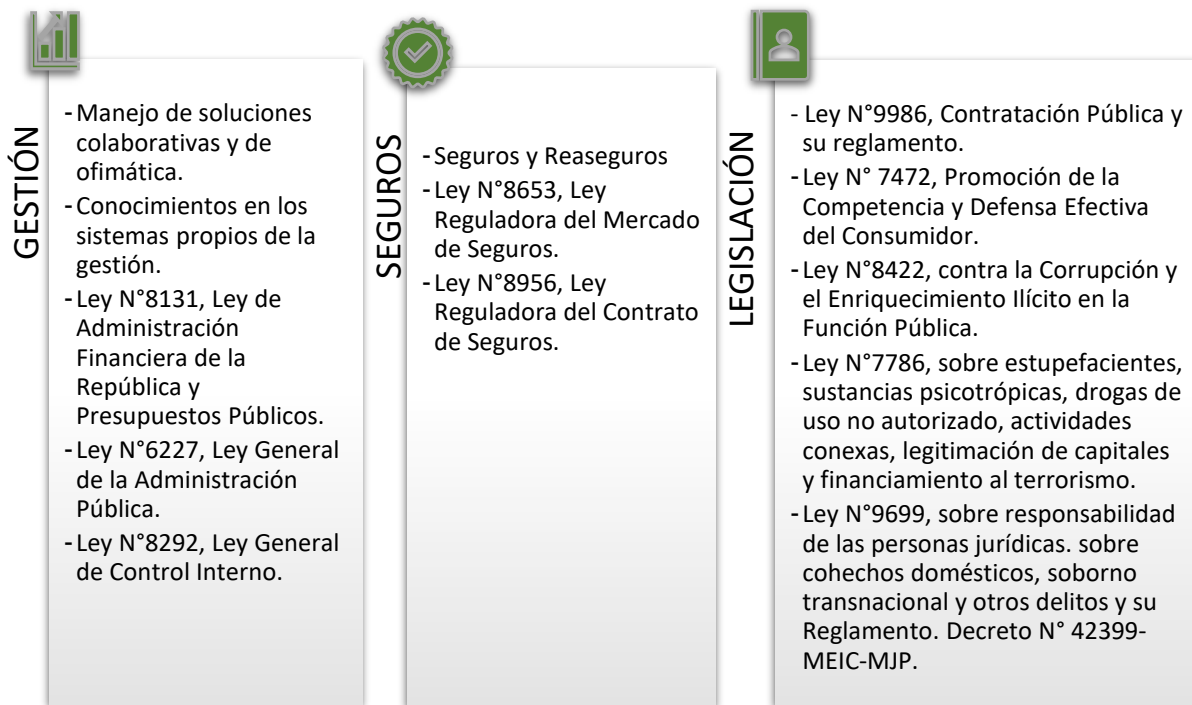 GESTIÓN
- Manejo de soluciones
colaborativas y de
ofimática.
- Conocimientos en los
sistemas propios de la
gestión.
- Ley N°8131, Ley de
Administración
Financiera de la
República y
Presupuestos Públicos.
- Ley N°6227, Ley General
de la Administración
Pública.
- Ley N°8292, Ley General
de Control Interno.
SEGUROS
- Seguros y Reaseguros
- Ley N°8653, Ley
Reguladora del Mercado
de Seguros.
- Ley N°8956, Ley
Reguladora del Contrato
de Seguros.
LEGISLACIÓN
- Ley N°9986, Contratación Pública y
su reglamento.
- Ley N° 7472, Promoción de la
Competencia y Defensa Efectiva
del Consumidor.
- Ley N°8422, contra la Corrupción y
el Enriquecimiento Ilícito en la
Función Pública.
- Ley N°7786, sobre estupefacientes,
sustancias psicotrópicas, drogas de
uso no autorizado, actividades
conexas, legitimación de capitales
y financiamiento al terrorismo.
- Ley N°9699, sobre responsabilidad
de las personas jurídicas. sobre
cohechos domésticos, soborno
transnacional y otros delitos y su
Reglamento. Decreto N° 42399-
MEIC-MJP.